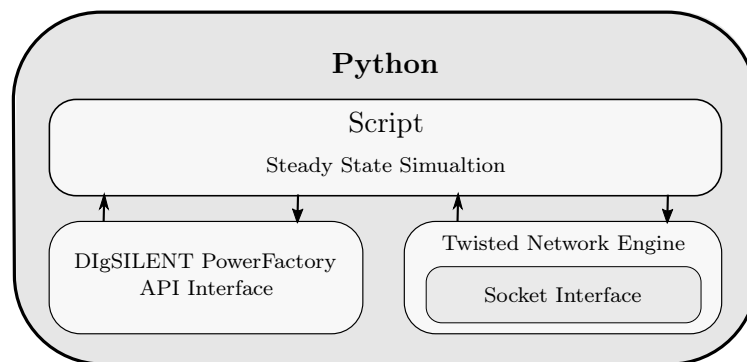 Python
Script
Steady State Simualtion
DIgSILENT PowerFactory
API Interface
Twisted Network Engine
Socket Interface